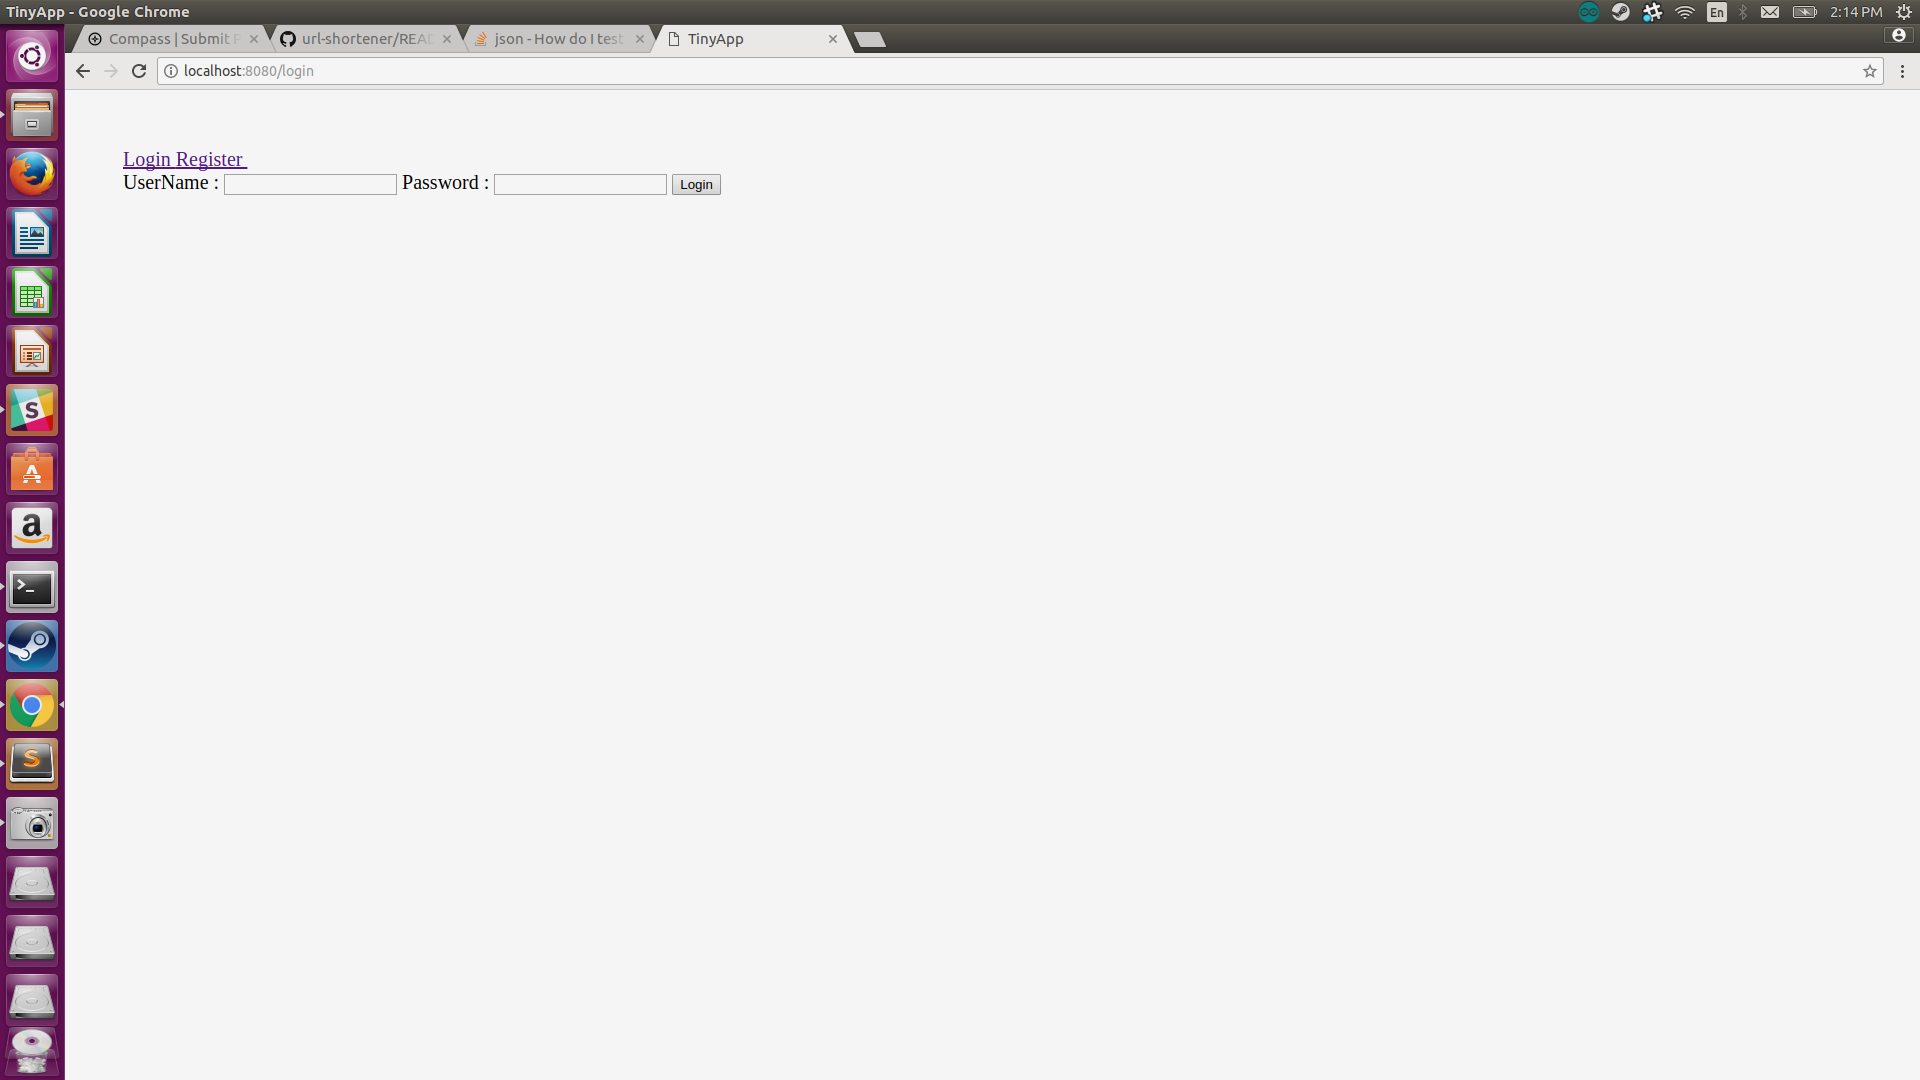 TinyApp - Google Chrome
En
2:14 PM
Compass | Submit
url-shortener/REA
json - How do I test
TinyApp
localhost:8080/login
Login Register
UserName :
Password :
Login